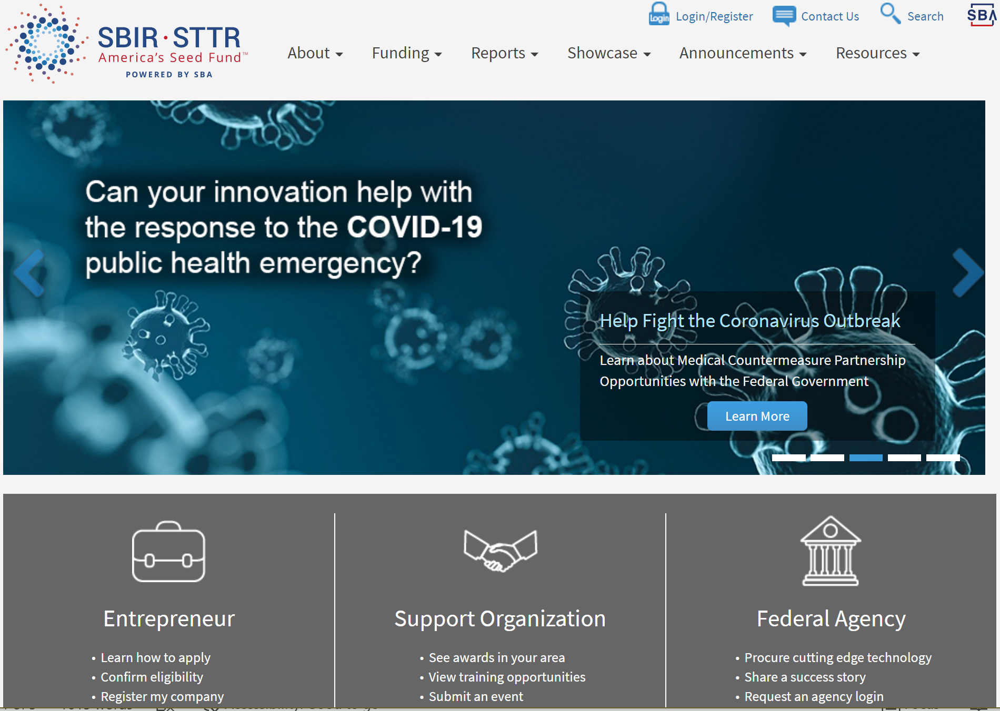 Login
Login/Register
Contact Us
Search
SBA
SBIR·STTR
America's Seed Fund™
POWERED BY SBA
About
Funding
Reports
Showcase
Announcements
Resources
Can your innovation help with
the response to the COVID-19
public health emergency?
Help Fight the Coronavirus Outbreak
Learn about Medical Countermeasure Partnership
Opportunities with the Federal Government
Learn More
Entrepreneur
• Learn how to apply
• Confirm eligibility
• Register my company
Support Organization
• See awards in your area
• View training opportunities
• Submit an event
Federal Agency
• Procure cutting edge technology
• Share a success story
• Request an agency login